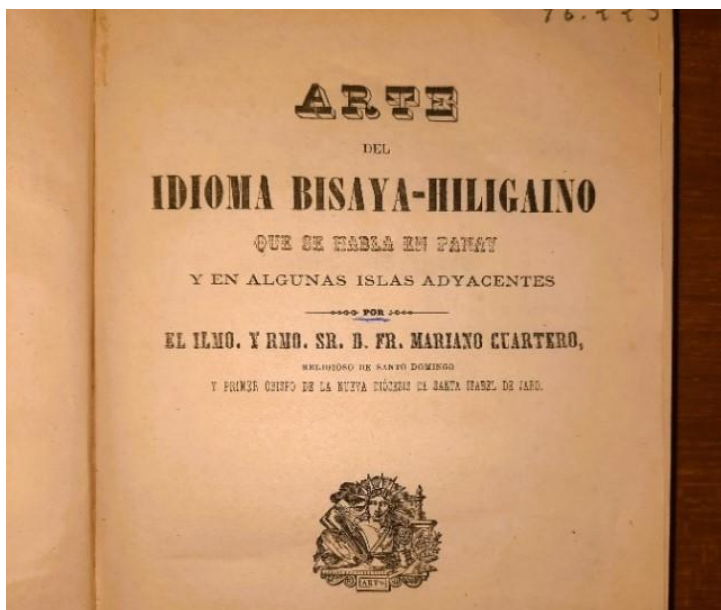 ARTE
DEL
IDIOMA BISAYA-HILIGAINO
QUE SE HABLA EN PANAY
Y EN ALGUNAS ISLAS ADYACENTES
POR
EL ILMO. Y RMO. SR. D. FR. MARIANO CUARTERO,
RELIGIOSO DE SANTO DOMINGO
Y PRIMER OBISPO DE LA NUEVA DIÓCESIS DE SANTA ISABEL DE JARO.